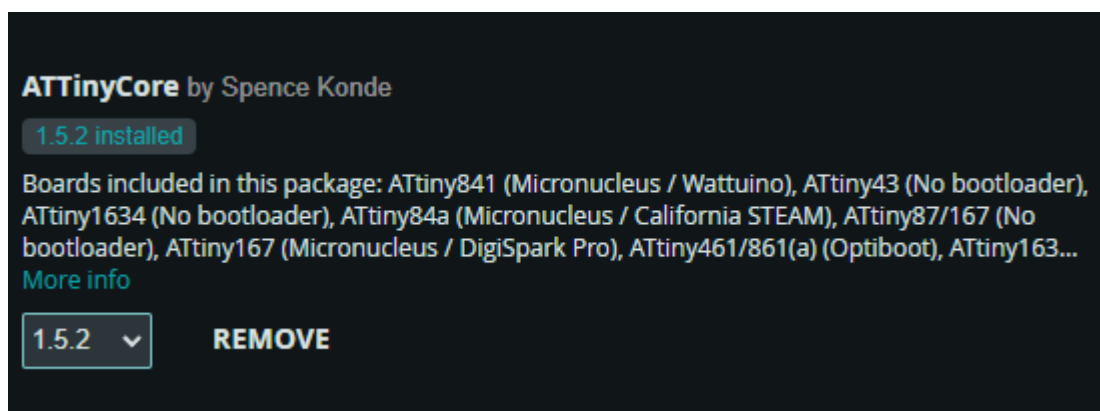 ATTinyCore by Spence Konde
1.5.2 installed
Boards included in this package: ATtiny841 (Micronucleus / Wattuino), ATtiny43 (No bootloader),
ATtiny1634 (No bootloader), ATtiny84a (Micronucleus / California STEAM), ATtiny87/167 (No
bootloader), ATtiny167 (Micronucleus / DigiSpark Pro), ATtiny461/861(a) (Optiboot), ATtiny163...
More info
1.5.2 REMOVE